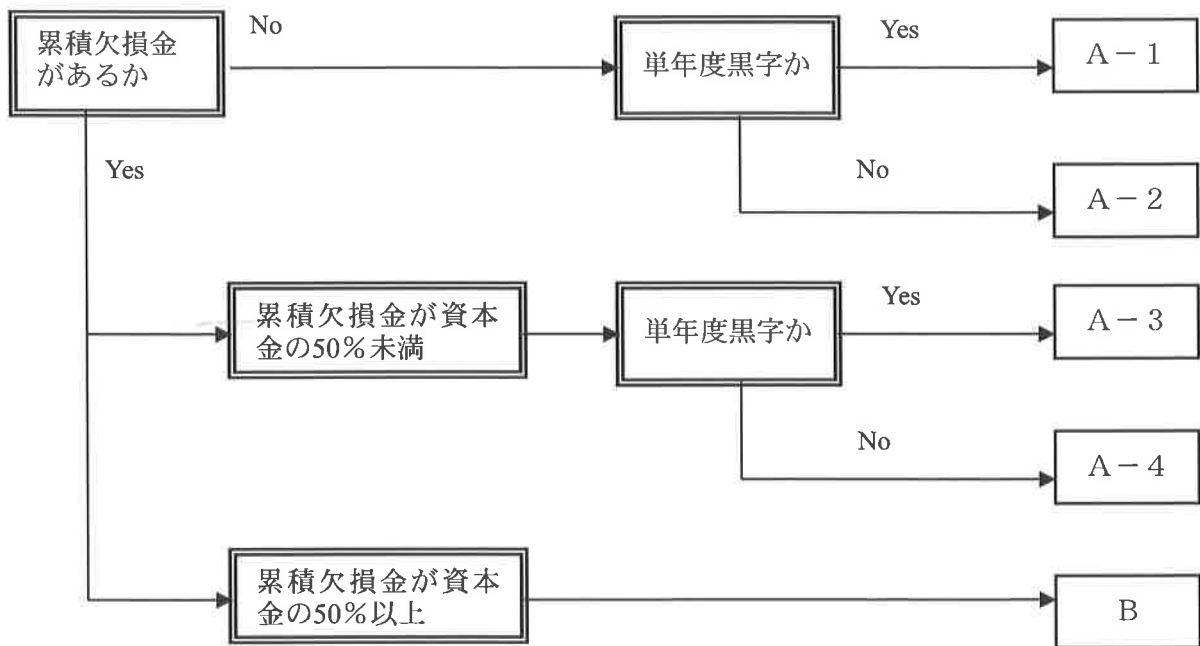 累積欠損金
があるか
No
単年度黒字か
Yes
A－1
Yes
No
A－2
累積欠損金が資本
金の50％未満
単年度黒字か
Yes
A－3
No
A－4
累積欠損金が資本
金の50％以上
B